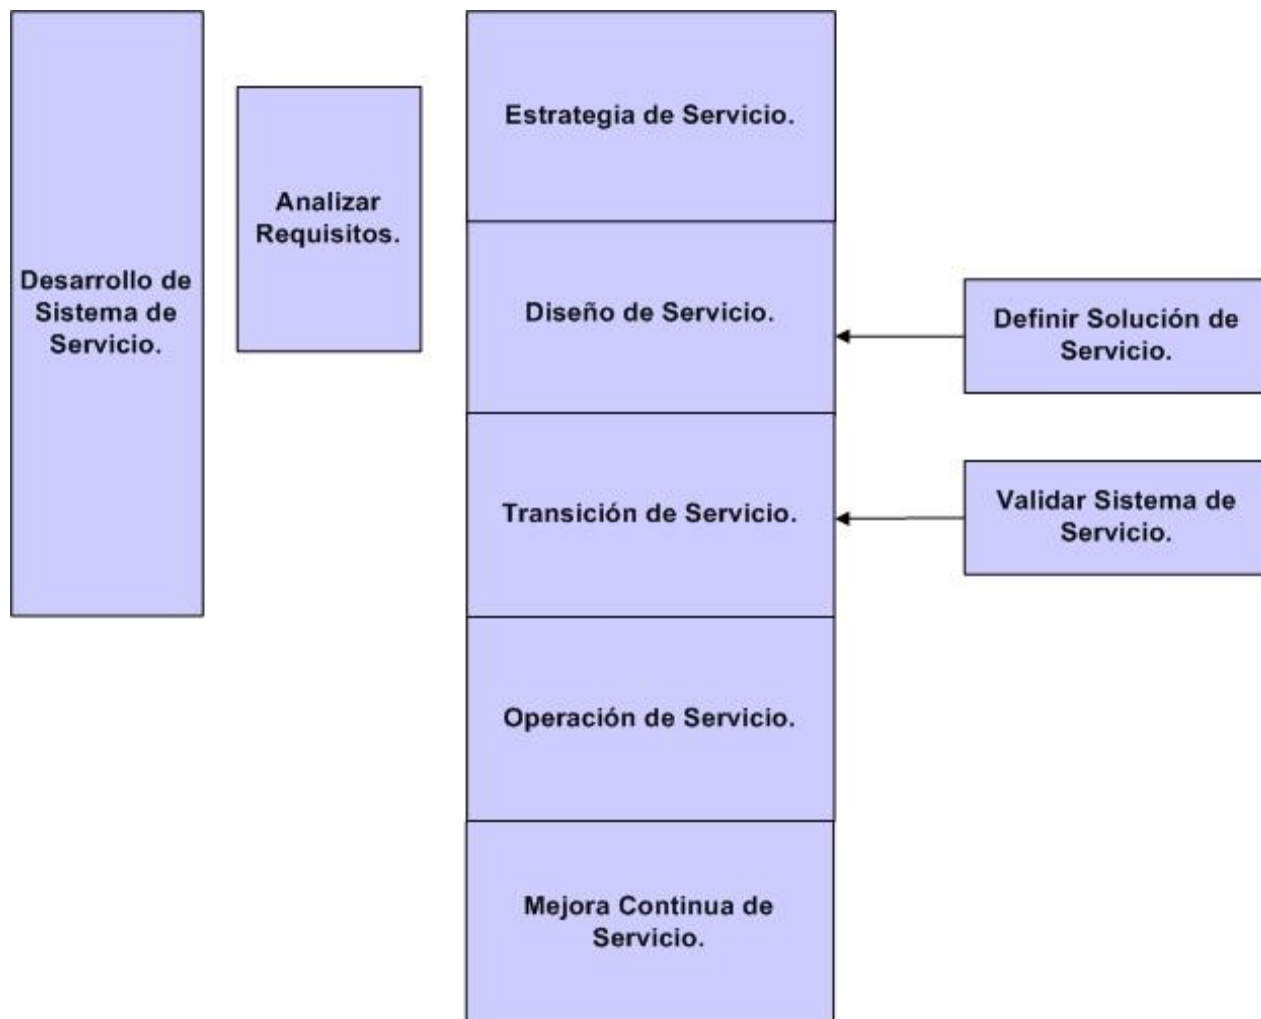 Desarrollo de
Sistema de
Servicio.
Analizar
Requisitos.
Estrategia de Servicio.
Diseño de Servicio.
Transición de Servicio.
Operación de Servicio.
Mejora Continua de
Servicio.
Definir Solución de
Servicio.
Validar Sistema de
Servicio.